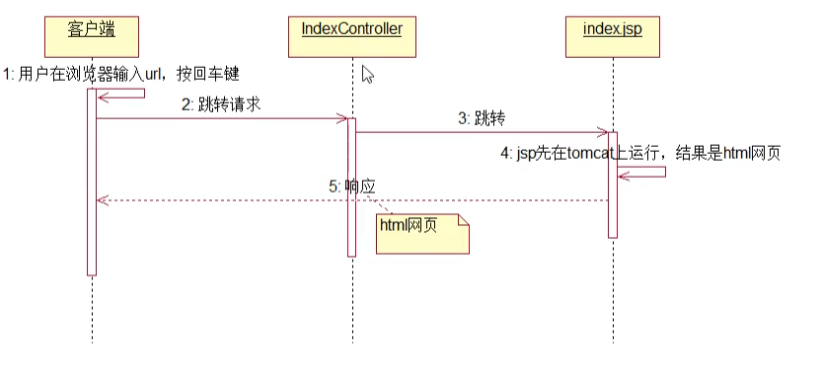 客户端
IndexController
index.jsp
1: 用户在浏览器输入url，按回车键
2: 跳转请求
3: 跳转
4: jsp先在tomcat上运行，结果是html网页
5: 响应
html网页